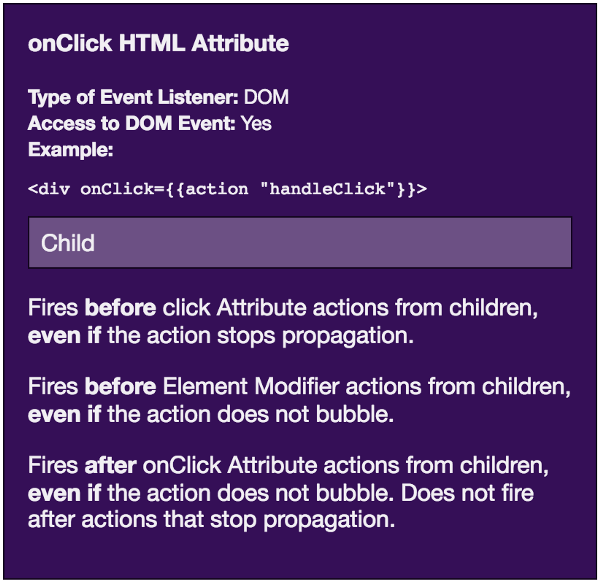 onClick HTML Attribute
Type of Event Listener: DOM
Access to DOM Event: Yes
Example:
<div onClick={{action "handleClick"}}>
Child
Fires before click Attribute actions from children,
even if the action stops propagation.
Fires before Element Modifier actions from children,
even if the action does not bubble.
Fires after onClick Attribute actions from children,
even if the action does not bubble. Does not fire
after actions that stop propagation.